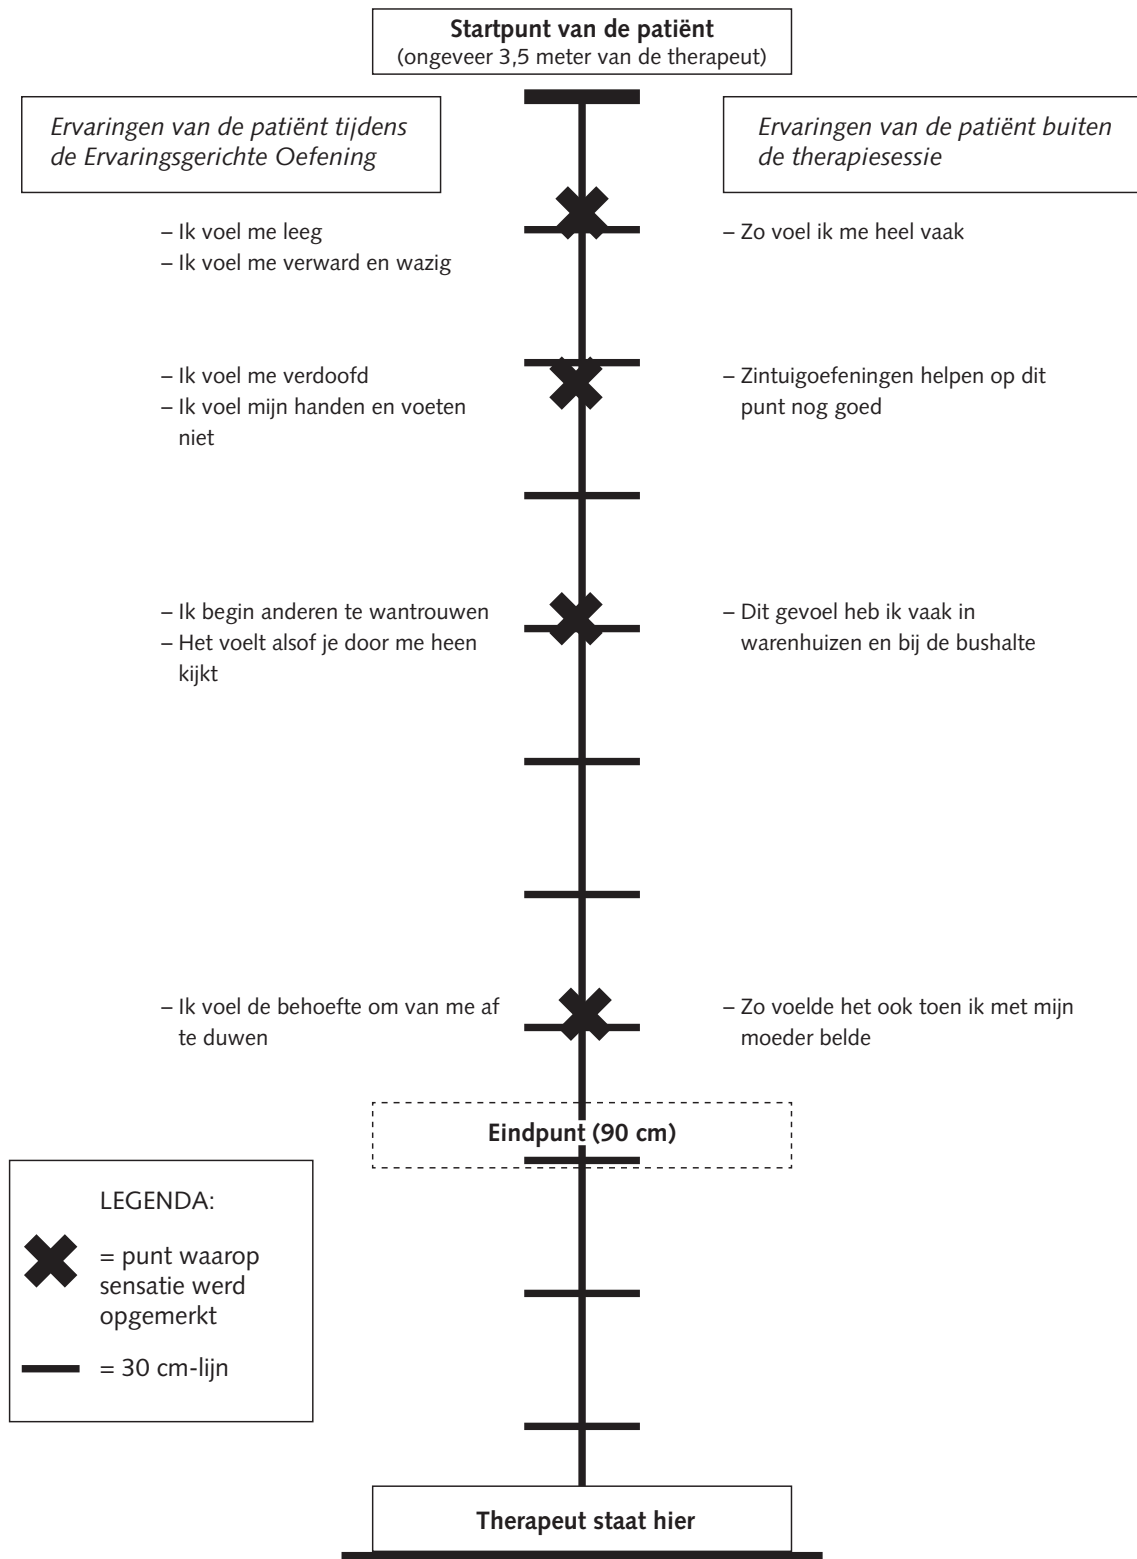 Startpunt van de patiënt
(ongeveer 3,5 meter van de therapeut)
Ervaringen van de patiënt tijdens
de Ervaringsgerichte Oefening
Ervaringen van de patiënt buiten
de therapiesessie
– Ik voel me leeg
– Ik voel me verward en wazig
– Zo voel ik me heel vaak
– Ik voel me verdoofd
– Ik voel mijn handen en voeten
niet
– Zintuigoefeningen helpen op dit
punt nog goed
– Ik begin anderen te wantrouwen
– Het voelt alsof je door me heen
kijkt
– Dit gevoel heb ik vaak in
warenhuizen en bij de bushalte
– Ik voel de behoefte om van me af
te duwen
– Zo voelde het ook toen ik met mijn
moeder belde
Eindpunt (90 cm)
LEGENDA:
= punt waarop
sensatie werd
opgemerkt
= 30 cm-lijn
Therapeut staat hier